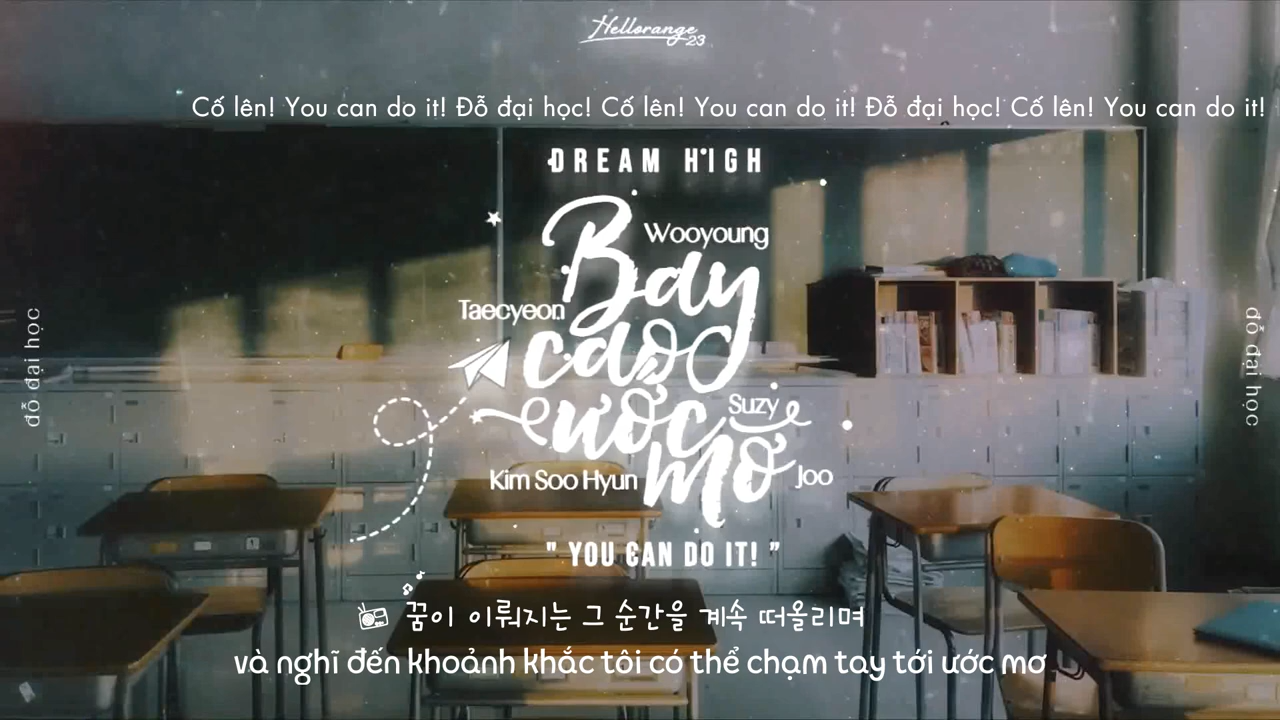 Hellorange
23
Cố lên! You can do it! Đỗ đại học! Cố lên! You can do it! Đỗ đại học! Cố lên! You can do it!
DREAM HIGH
Bay
Wooyoung
Taecyeon
cao
ước
Suzy
mơ
Kim Soo Hyun
Joo
" YOU CAN DO IT! "
꿈이 이뤄지는 그 순간을 계속 떠올리며
và nghĩ đến khoảnh khắc tôi có thể chạm tay tới ước mơ
đỗ đại học
đỗ đại học